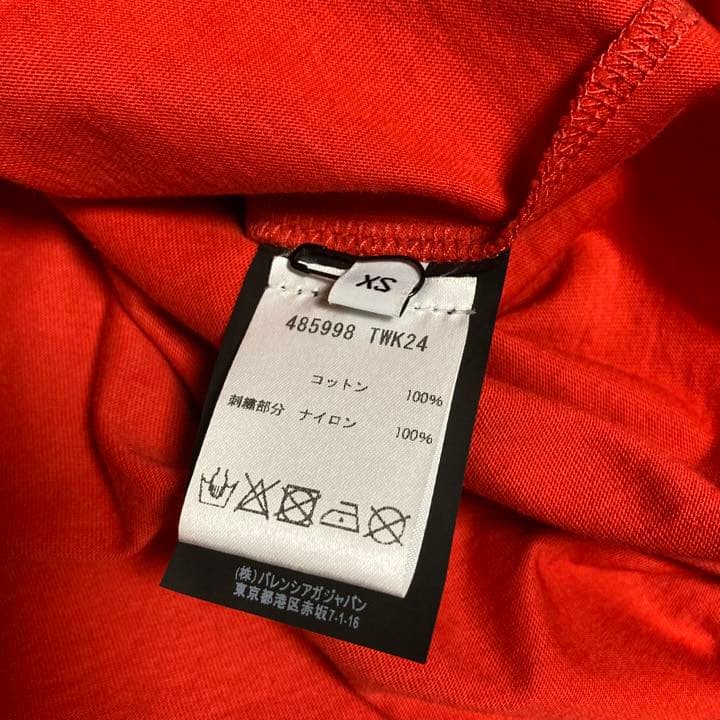 XS
485998 TWK24
コットン 100%
刺繍部分 ナイロン 100%
(株)バレンシアガジャパン
東京都港区赤坂7-1-16